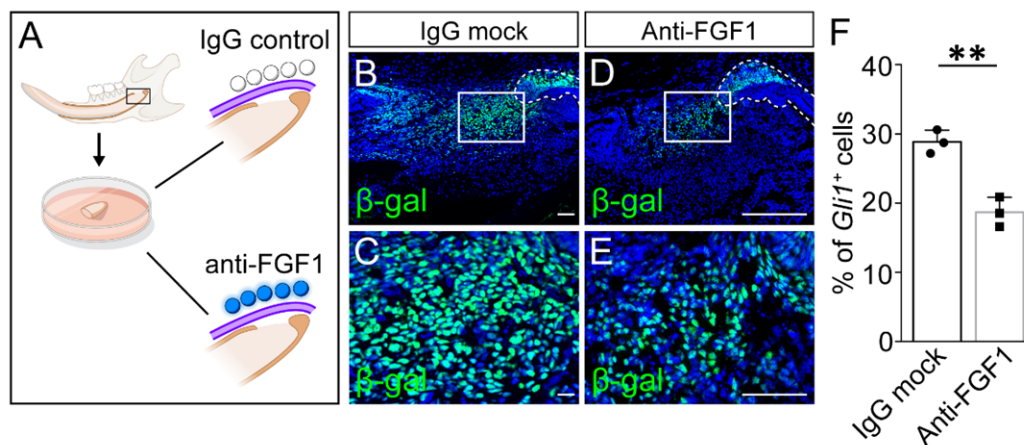 A
IgG control
anti-FGF1
IgG mock
Anti-FGF1
B
β-gal
D
β-gal
C
β-gal
E
β-gal
F
**
% of Gli1⁺ cells
40
30
20
10
0
IgG mock
Anti-FGF1